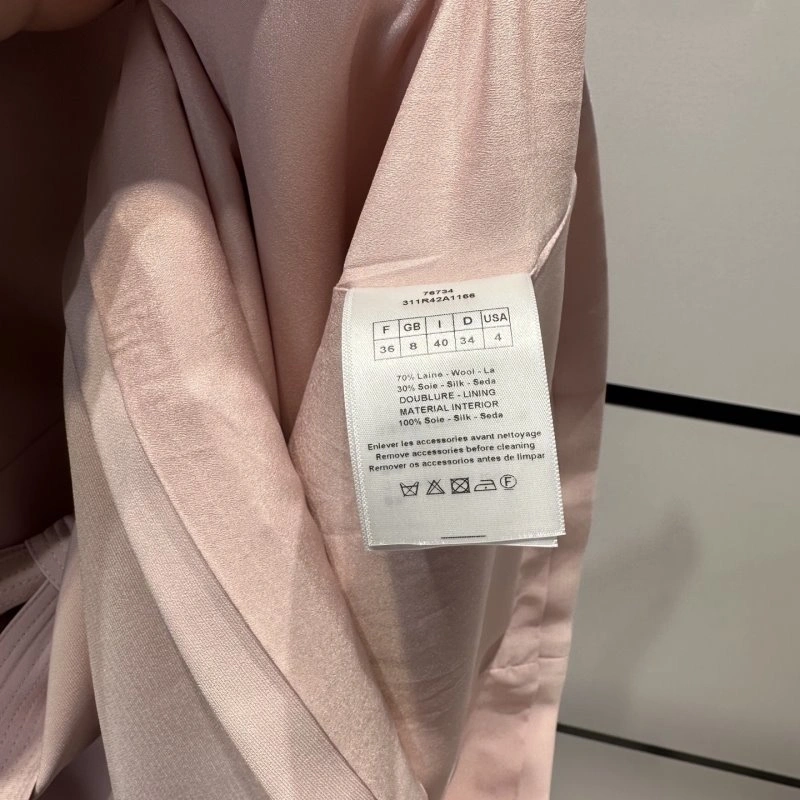 76734
311R42A1166
F GB I D USA
36 8 40 34 4
70% Laine - Wool - La
30% Soie - Silk - Seda
DOUBLURE - LINING
MATERIAL INTERIOR
100% Soie - Silk - Seda
Enlever les accessories avant nettoyage
Remove accessories before cleaning
Remover os accessorios antes de limpar
F